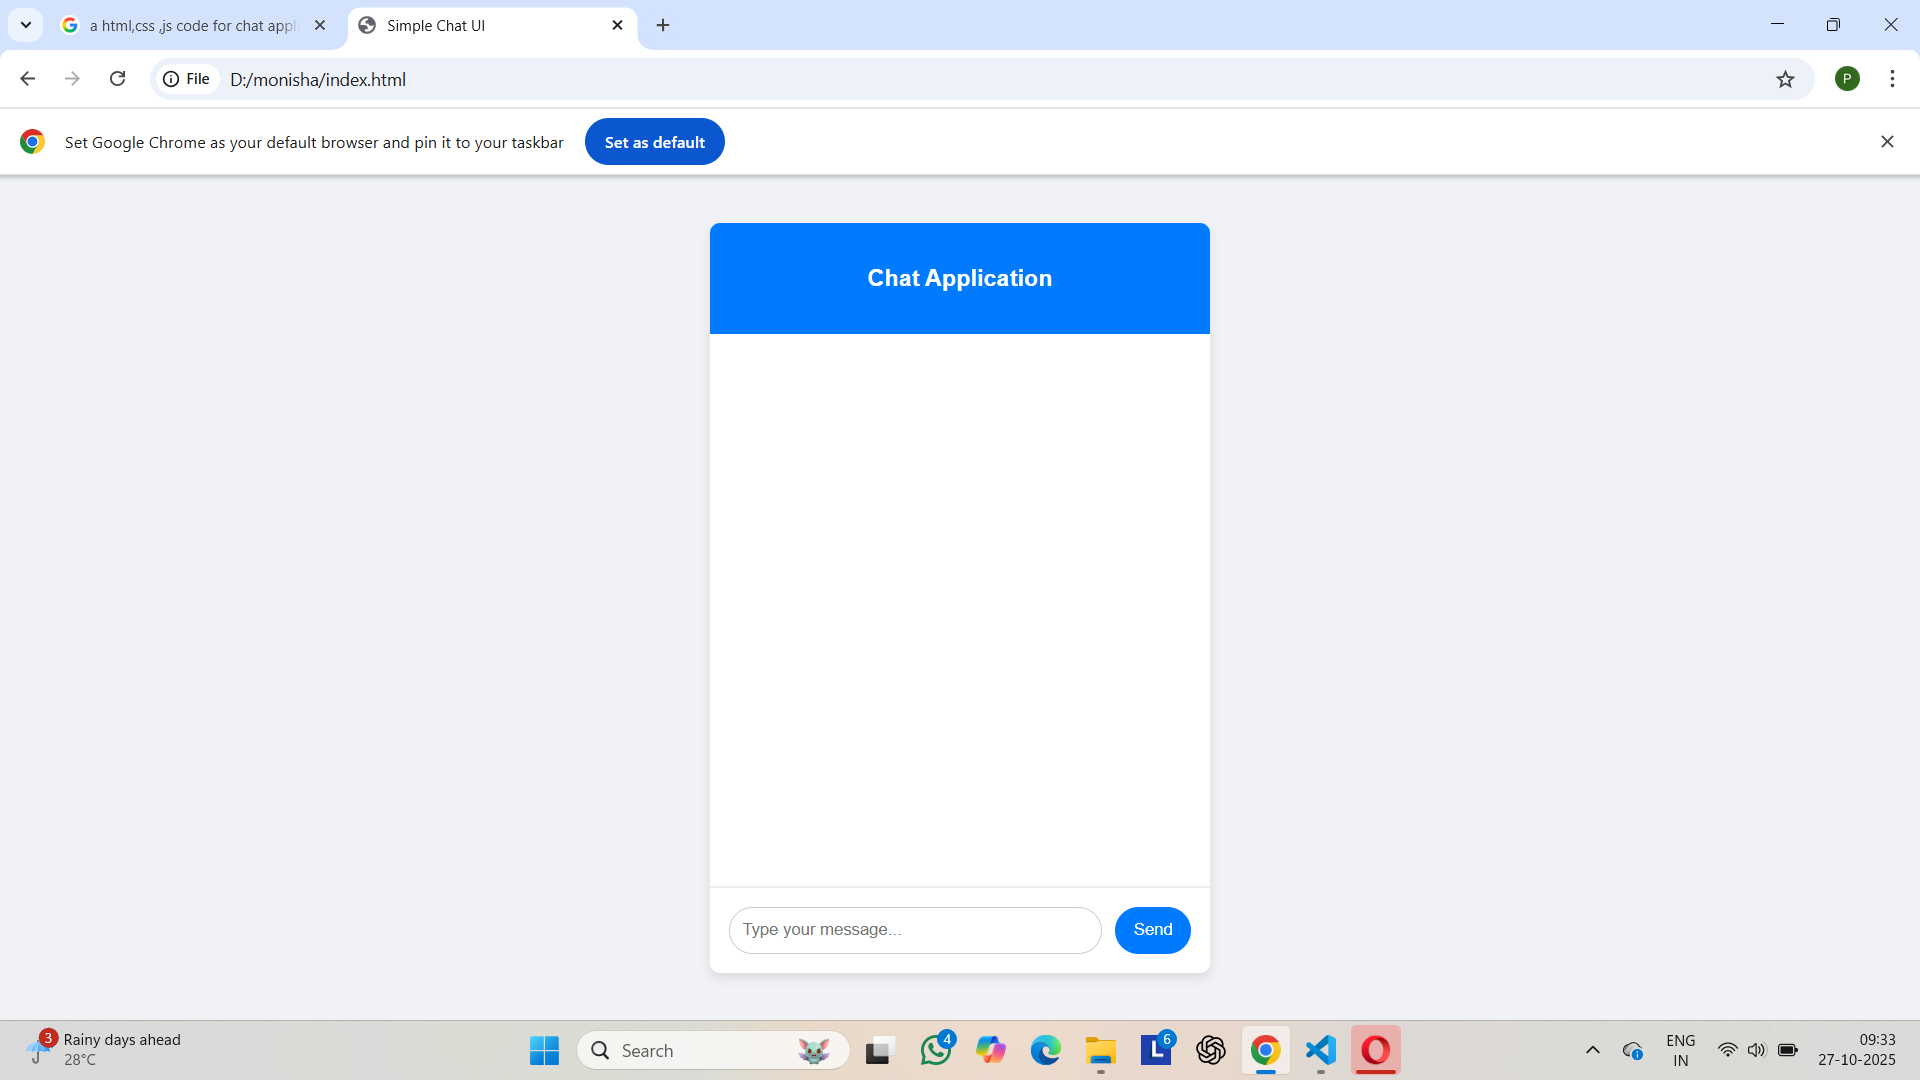 a html,css ,js code for chat appl
Simple Chat UI
File
D:/monisha/index.html
P
Set Google Chrome as your default browser and pin it to your taskbar
Set as default
Chat Application
Type your message...
Send
3
Rainy days ahead
28°C
Search
4
L
6
ENG
IN
09:33
27-10-2025